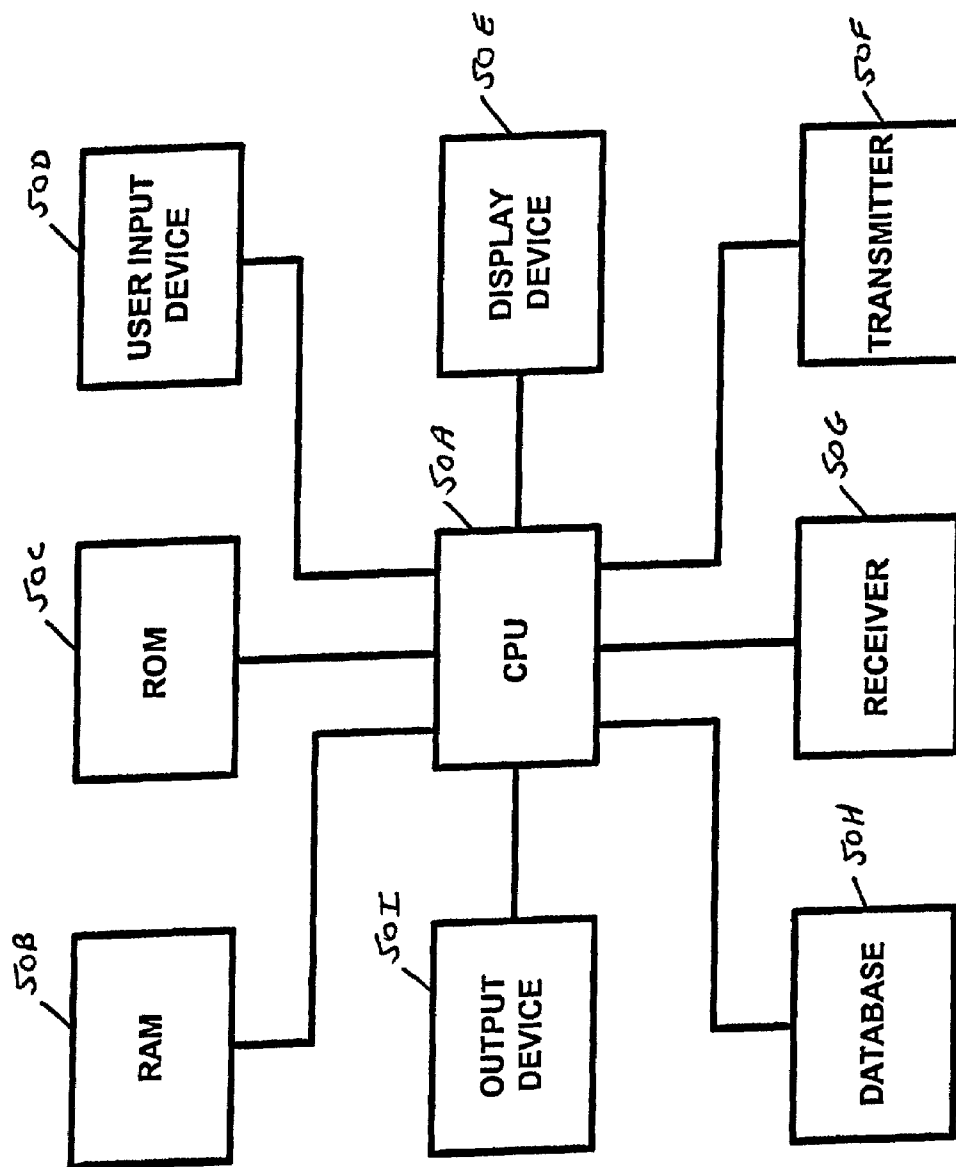 50B
RAM
50C
ROM
50D
USER INPUT
DEVICE
50I
OUTPUT
DEVICE
50A
CPU
50E
DISPLAY
DEVICE
50H
DATABASE
50G
RECEIVER
50F
TRANSMITTER